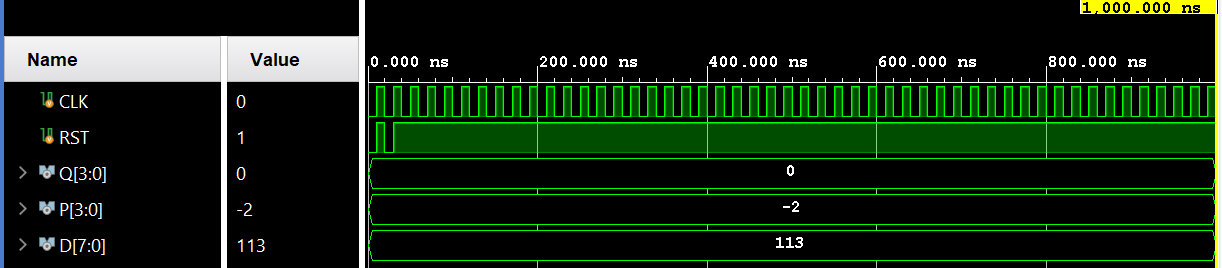 1,000.000 ns
Name Value
0.000 ns 200.000 ns 400.000 ns 600.000 ns 800.000 ns
CLK 0
RST 1
Q[3:0] 0 0
P[3:0] -2 -2
D[7:0] 113 113